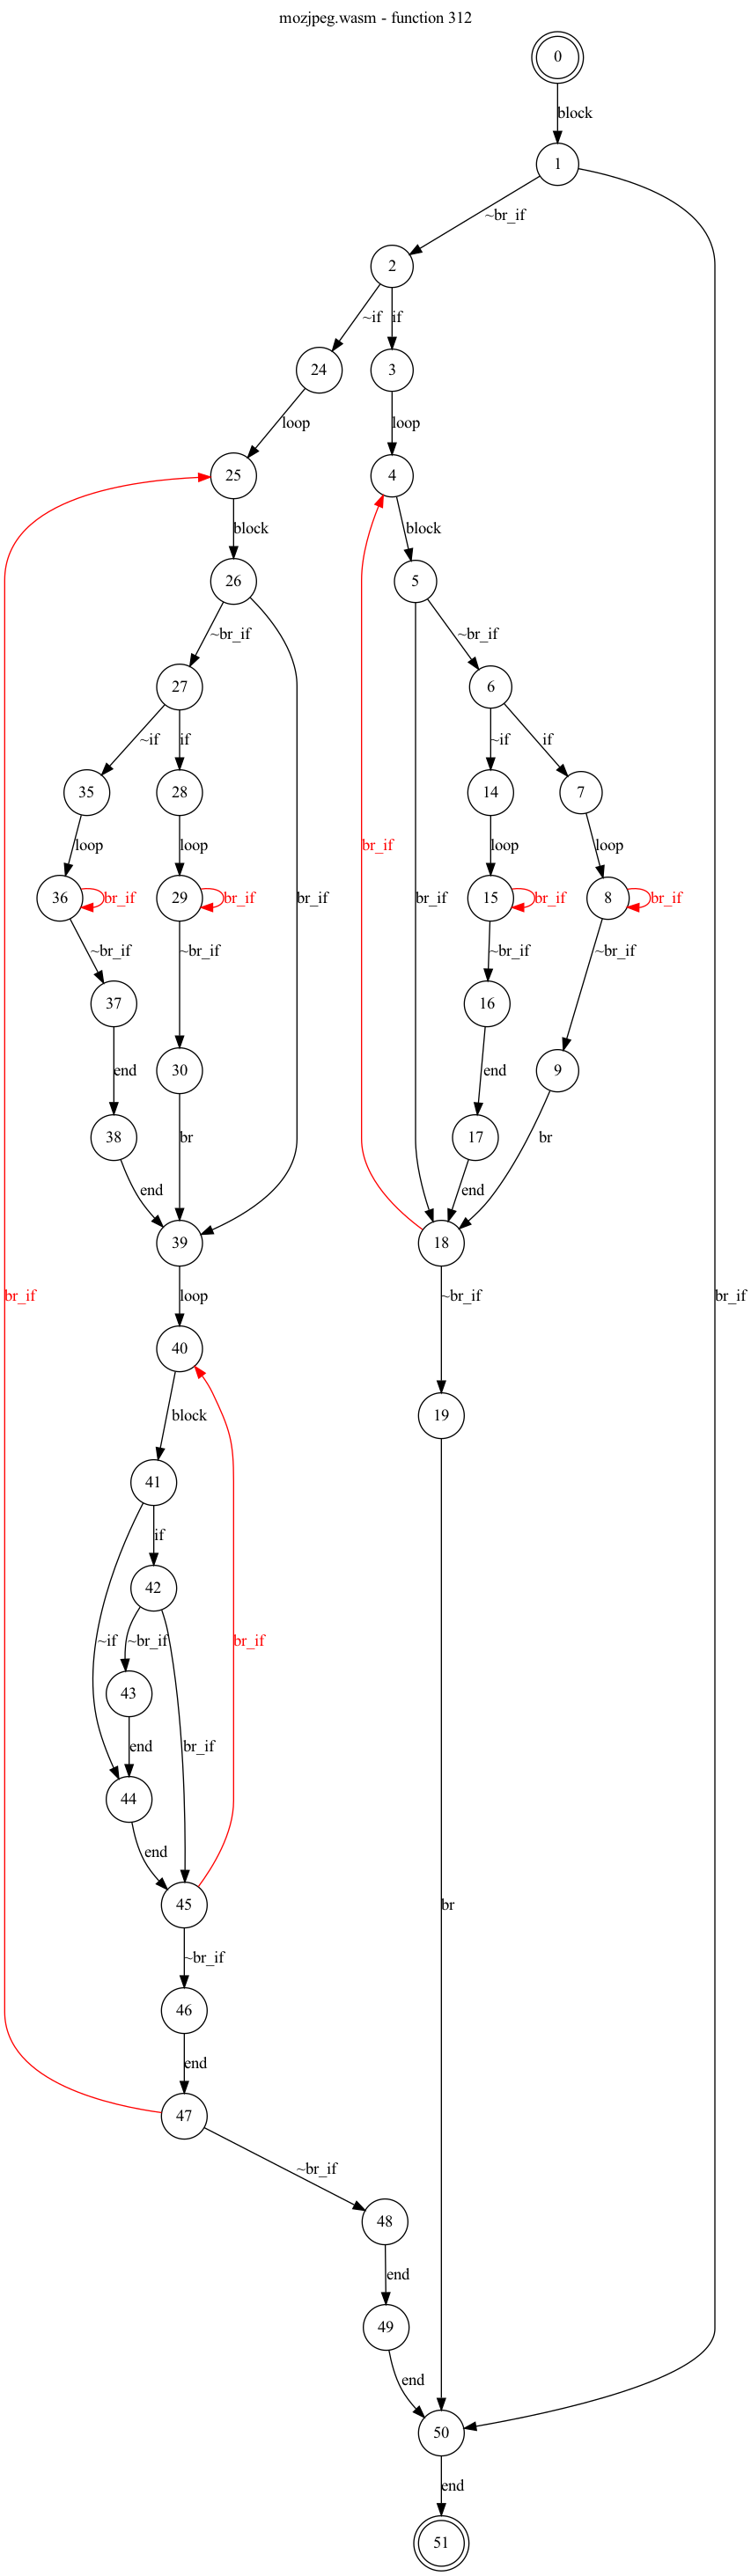 mozjpeg.wasm - function 312
0
block
1
~br_if
2
~if if
24 3
loop loop
25 4
block block
26 5
~br_if ~br_if
27 6
~if if ~if if
35 28 14 7
loop loop br_if loop loop
36 br_if 29 br_if br_if br_if 15 br_if 8 br_if
~br_if ~br_if ~br_if ~br_if
37 16
30 9
end end
38 17
br br
end end
39 18
br_if loop ~br_if br_if
40
block 19
41
if
42
~if ~br_if br_if
43
end br_if
44
end
45 br
~br_if
46
end
47
~br_if
48
end
49
end
50
end
51